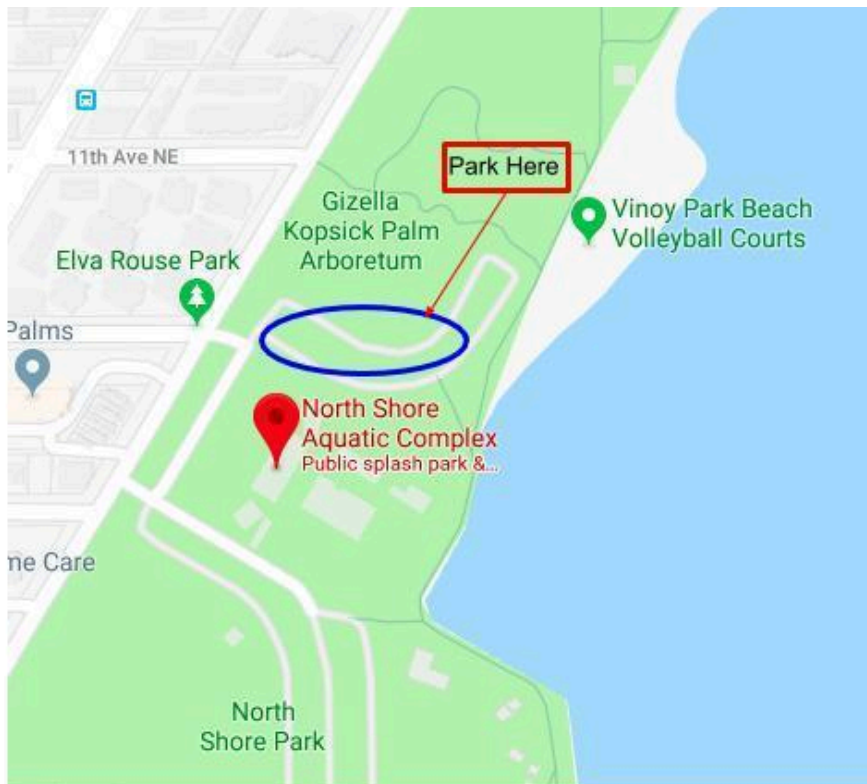 11th Ave NE
Park Here
Gizella
Kopsick Palm
Arboretum
Vinoy Park Beach
Volleyball Courts
Elva Rouse Park
Palms
North Shore
Aquatic Complex
Public splash park &...
me Care
North
Shore Park